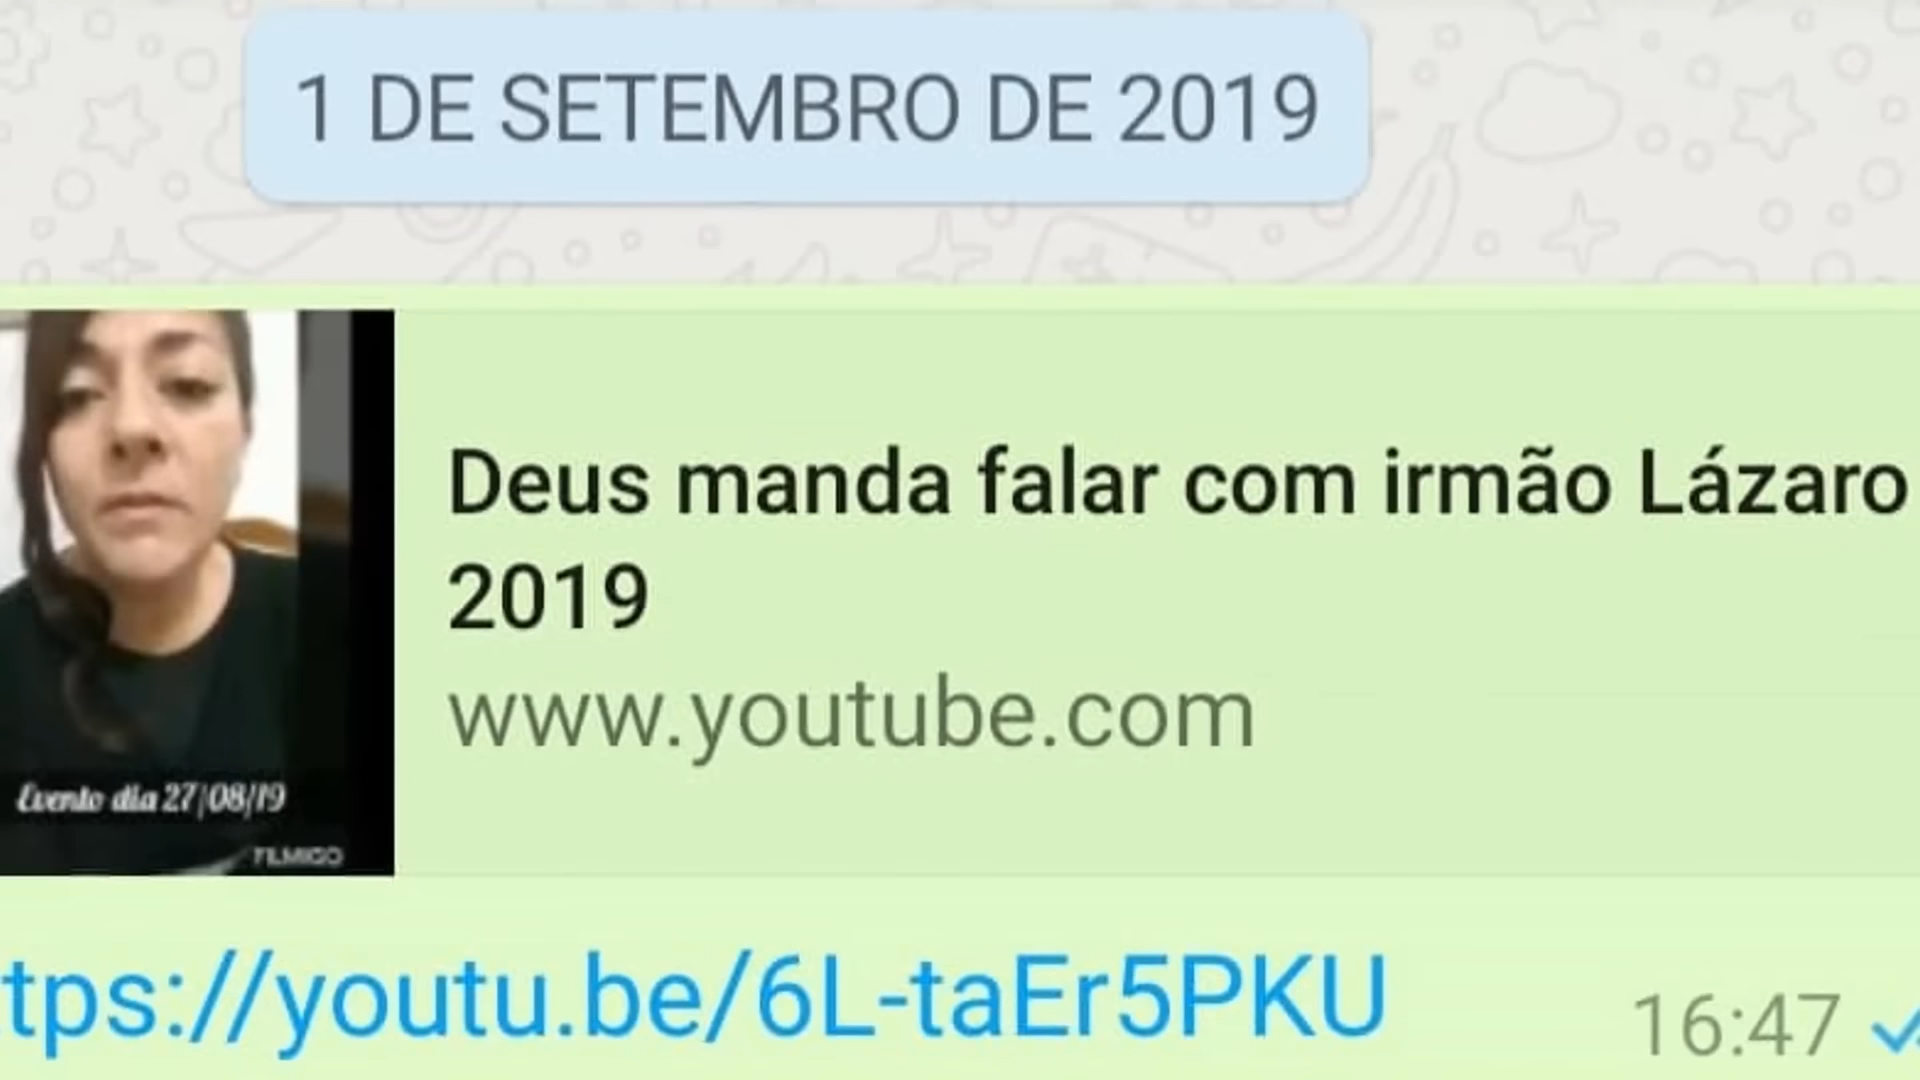 1 DE SETEMBRO DE 2019
Deus manda falar com irmão Lázaro
2019
www.youtube.com
Evento dia 27/08/19
FILMIGO
tps://youtu.be/6L-taEr5PKU
16:47